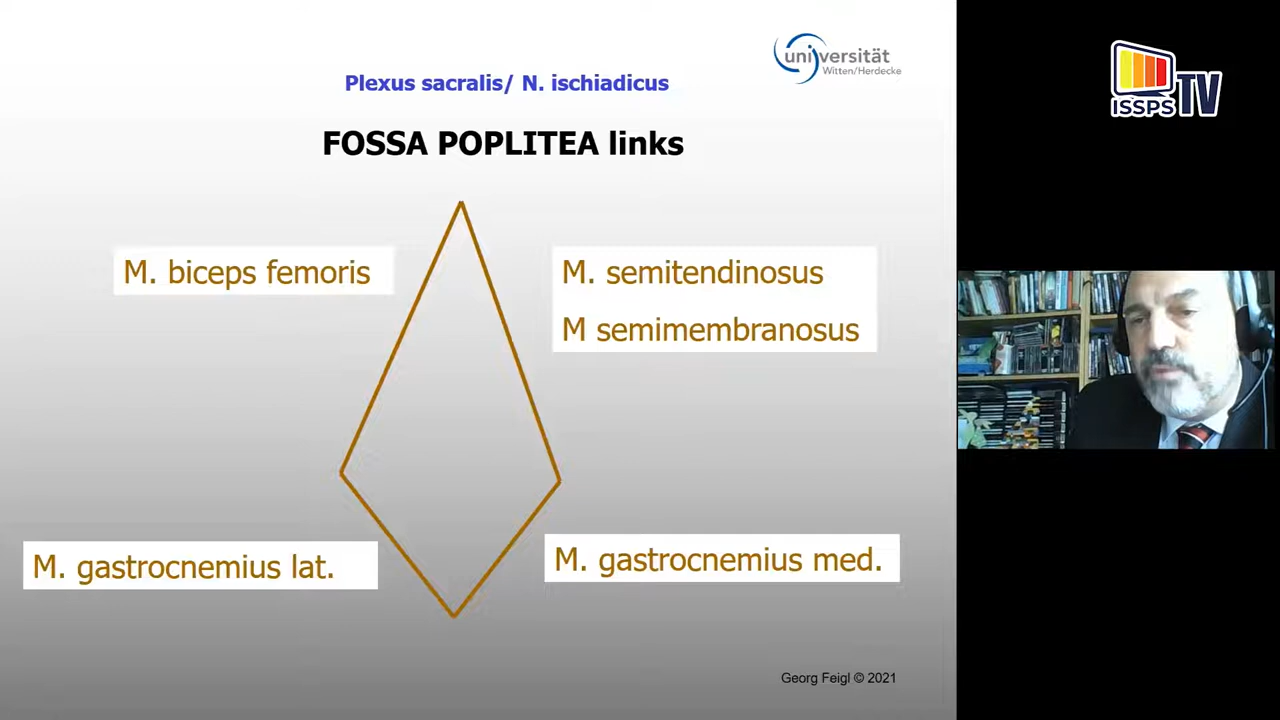 universität
Witten/Herdecke
ISSPS TV
Plexus sacralis/ N. ischiadicus
FOSSA POPLITEA links
M. biceps femoris
M. semitendinosus
M semimembranosus
M. gastrocnemius lat.
M. gastrocnemius med.
Georg Feigl © 2021